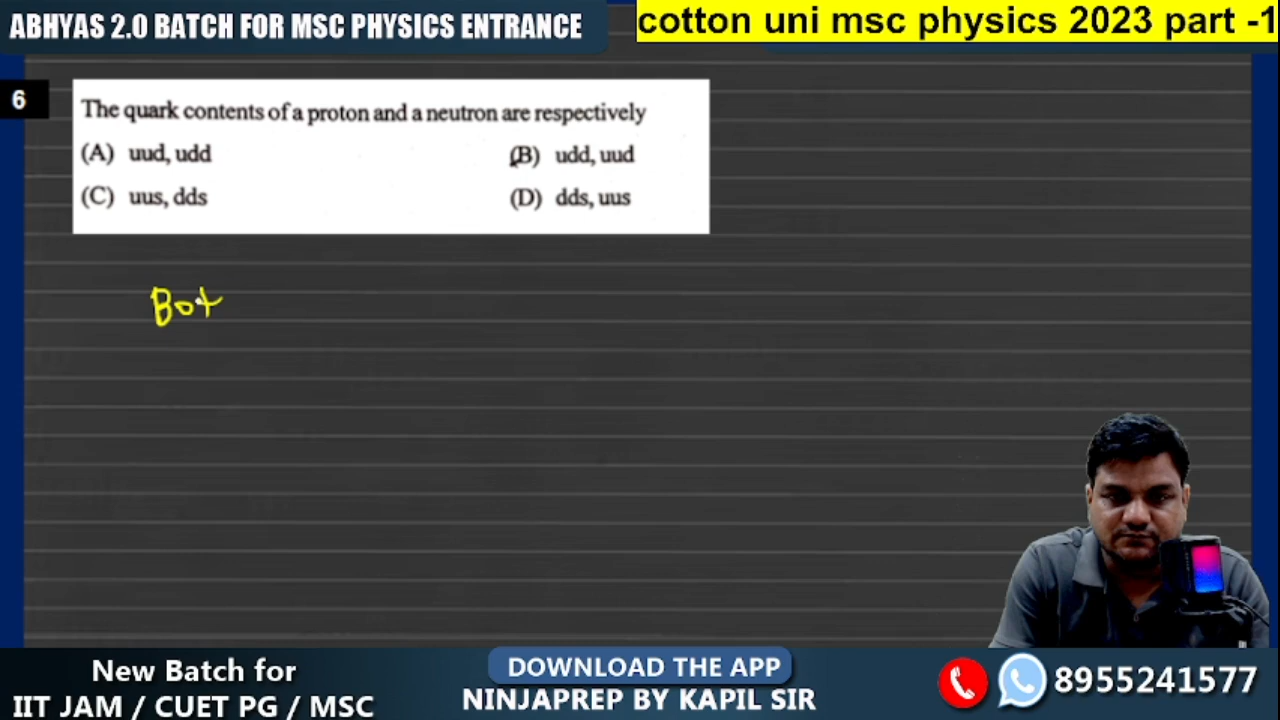 ABHYAS 2.0 BATCH FOR MSC PHYSICS ENTRANCE
cotton uni msc physics 2023 part -1
6
The quark contents of a proton and a neutron are respectively
(A) uud, udd
(B) udd, uud
(C) uus, dds
(D) dds, uus
Bot
New Batch for
IIT JAM / CUET PG / MSC
DOWNLOAD THE APP
NINJAPREP BY KAPIL SIR
8955241577